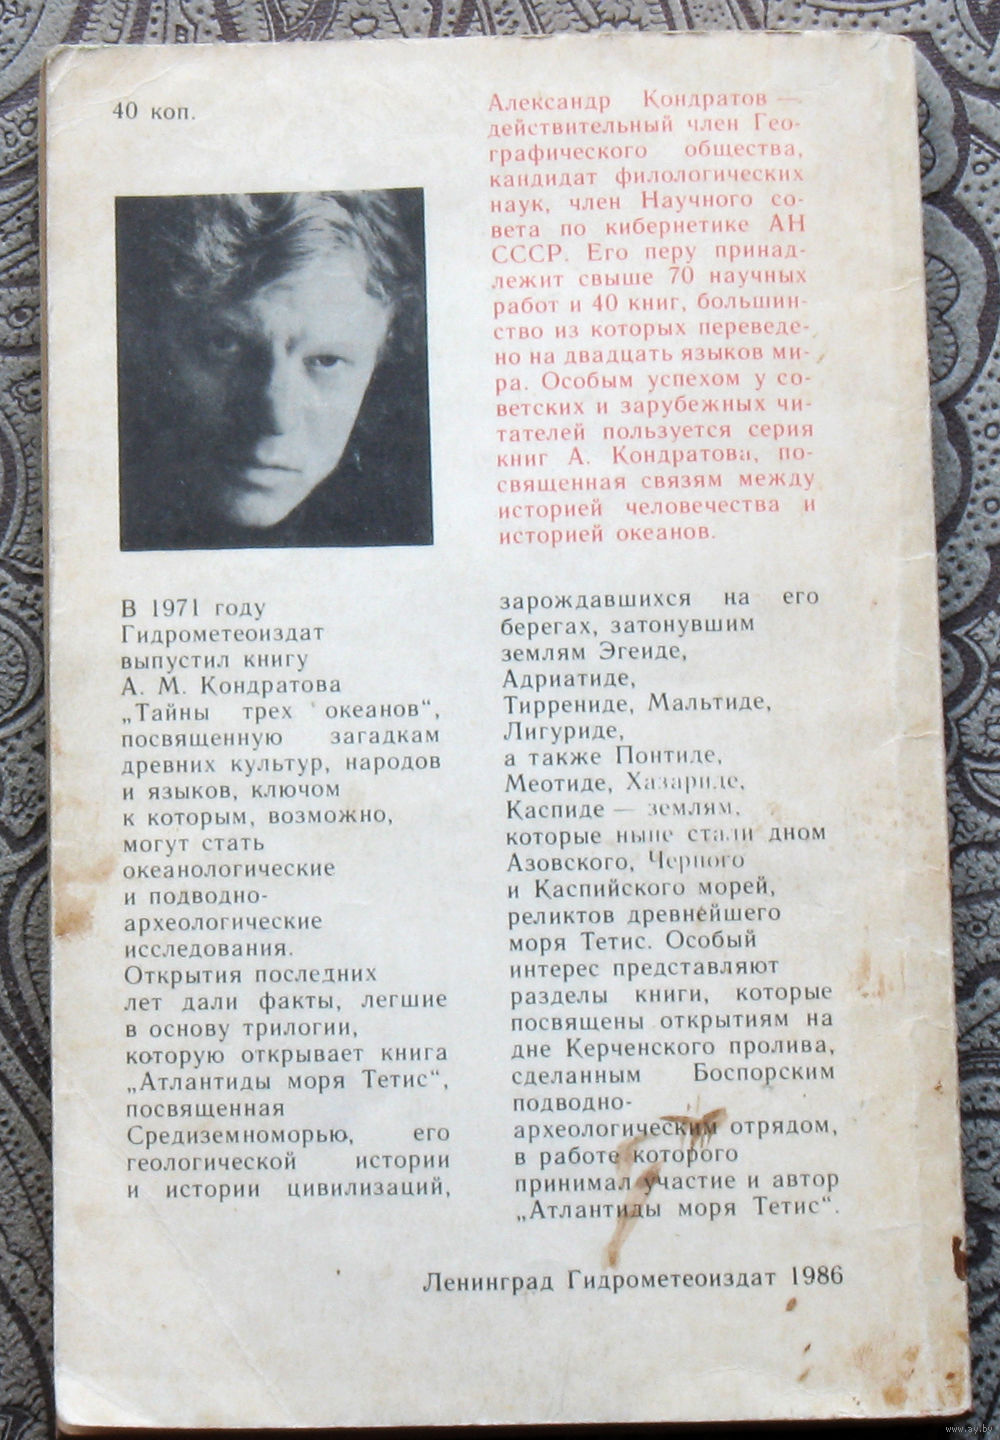 40 коп.
Александр Кондратов —
действительный член Гео-
графического общества,
кандидат филологических
наук, член Научного со-
вета по кибернетике АН
СССР. Его перу принад-
лежит свыше 70 научных
работ и 40 книг, большин-
ство из которых переведе-
но на двадцать языков ми-
ра. Особым успехом у со-
ветских и зарубежных чи-
тателей пользуется серия
книг А. Кондратова, по-
священная связям между
историей человечества и
историей океанов.
В 1971 году
Гидрометеоиздат
выпустил книгу
А. М. Кондратова
„Тайны трех океанов“,
посвященную загадкам
древних культур, народов
и языков, ключом
к которым, возможно,
могут стать
океанологические
и подводно-
археологические
исследования.
Открытия последних
лет дали факты, легшие
в основу трилогии,
которую открывает книга
„Атлантиды моря Тетис“,
посвященная
Средиземноморью, его
геологической истории
и истории цивилизаций,
зарождавшихся на его
берегах, затонувшим
землям Эгеиде,
Адриатиде,
Тиррениде, Мальтиде,
Лигуриде,
а также Понтиде,
Меотиде, Хазариде,
Каспиде — землям,
которые ныне стали дном
Азовского, Черного
и Каспийского морей,
реликтов древнейшего
моря Тетис. Особый
интерес представляют
разделы книги, которые
посвящены открытиям на
дне Керченского пролива,
сделанным Боспорским
подводно-
археологическим отрядом,
в работе которого
принимал участие и автор
„Атлантиды моря Тетис“.
Ленинград Гидрометеоиздат 1986
www.ay.by